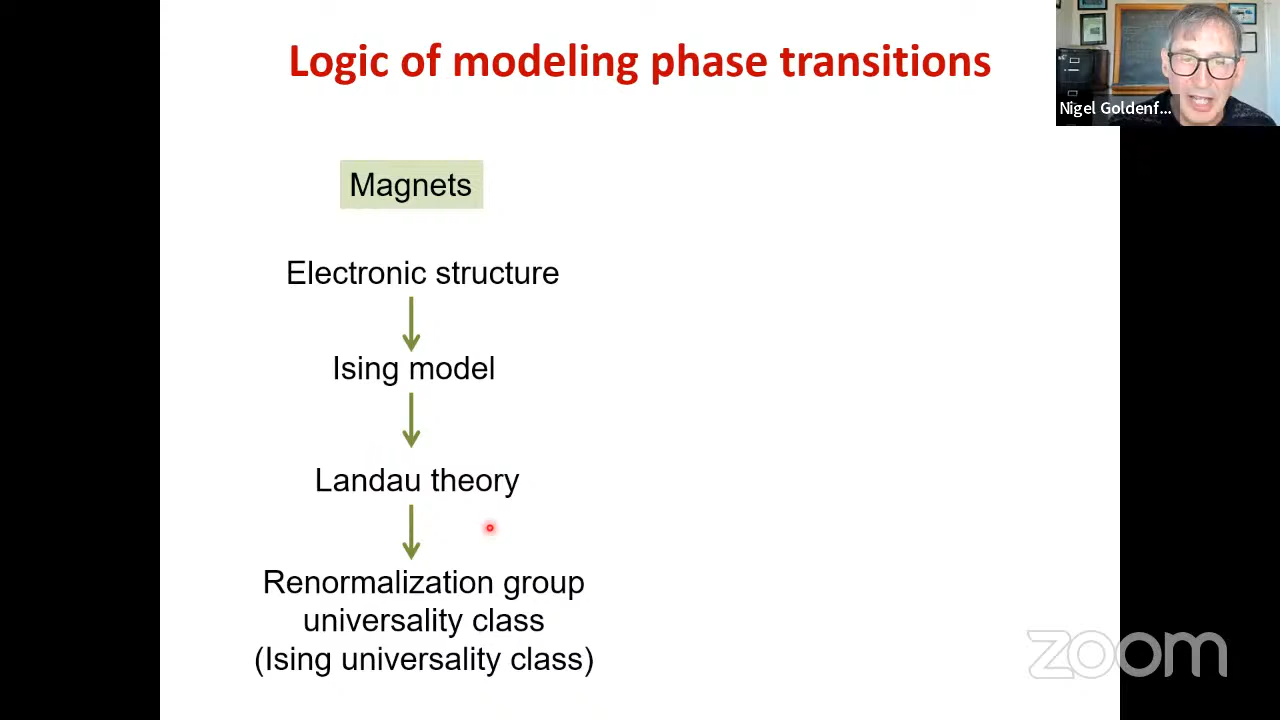 Logic of modeling phase transitions
Nigel Goldenf...
Magnets
Electronic structure
Ising model
Landau theory
Renormalization group
universality class
(Ising universality class)
zoom